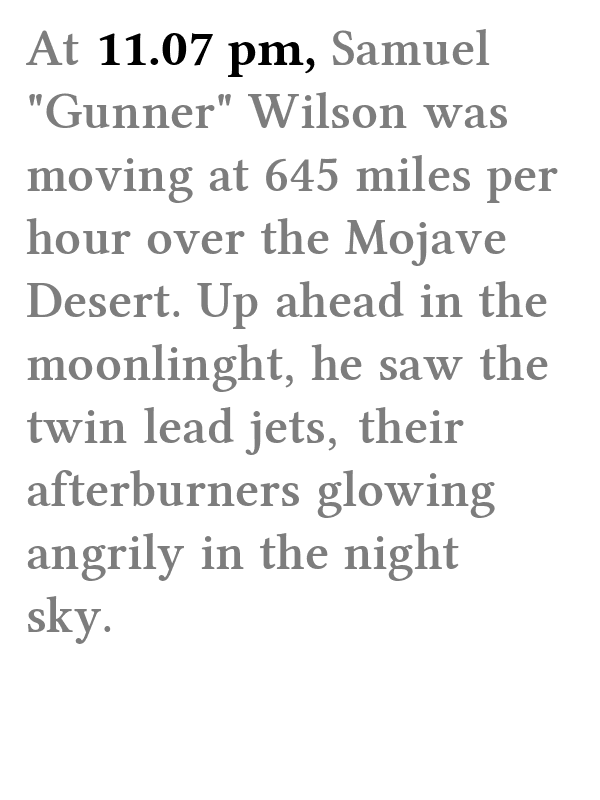 At 11.07 pm, Samuel
"Gunner" Wilson was
moving at 645 miles per
hour over the Mojave
Desert. Up ahead in the
moonlinght, he saw the
twin lead jets, their
afterburners glowing
angrily in the night
sky.